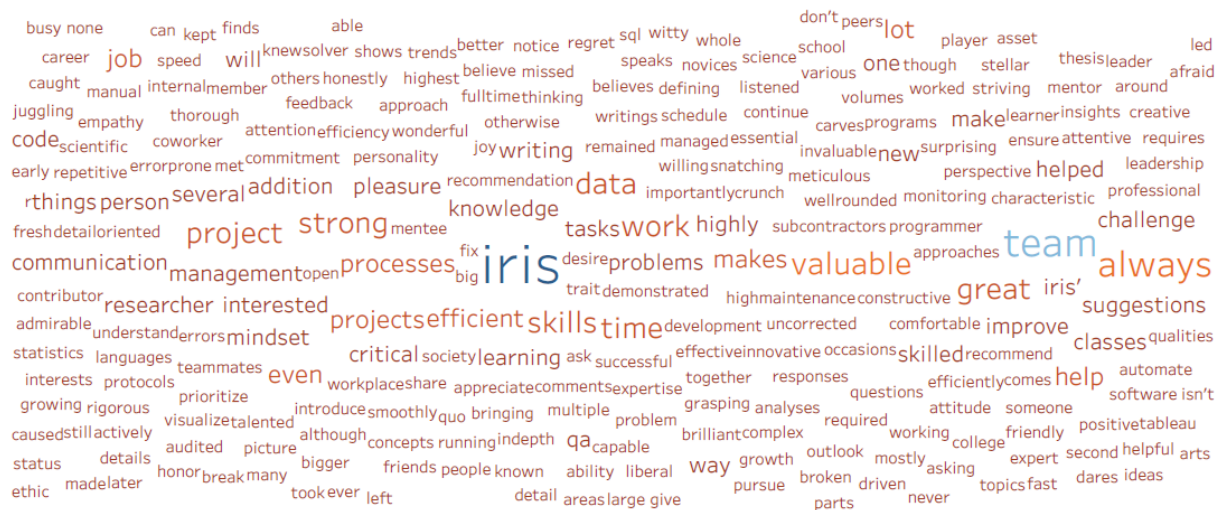 busy none can kept finds able don't peers lot player asset led
career job speed will knew solver shows trends better notice regret sql witty whole school one though stellar thesis leader afraid
caught manual internal member others honestly highest believe missed speaks novices science various worked striving mentor around
juggling empathy thorough feedback approach fulltime thinking believes defining listened volumes make learner insights creative
code scientific coworker attention efficiency wonderful otherwise writings schedule continue carves programs new surprising ensure attentive requires
early repetitive errorprone met commitment personality joy writing remained managed essential invaluable perspective helped leadership
rthings person several addition pleasure recommendation data willing snatching meticulous wellrounded monitoring characteristic professional
fresh detailoriented project strong mentee knowledge tasks work highly importantly crunch subcontractors programmer challenge
communication management open processes fix big iris desire problems makes valuable approaches team always
contributor researcher interested trait demonstrated highmaintenance constructive great iris' suggestions
admirable understand errors mindset projects efficient skills time development uncorrected comfortable improve classes qualities
statistics languages teammates critical society learning ask successful effective innovative occasions skilled recommend automate
interests protocols prioritize even workplace share appreciate comments expertise together responses questions efficiently comes help software isn't
growing rigorous visualize talented introduce smoothly quo bringing multiple problem grasping analyses required attitude someone positive tableau
caused still actively audited picture although concepts running indepth qa capable brilliant complex working college friendly
status details honor break many bigger friends people known ability liberal way growth outlook mostly asking expert second helpful arts
ethic made later took ever left detail areas large give pursue broken parts driven never topics fast dares ideas